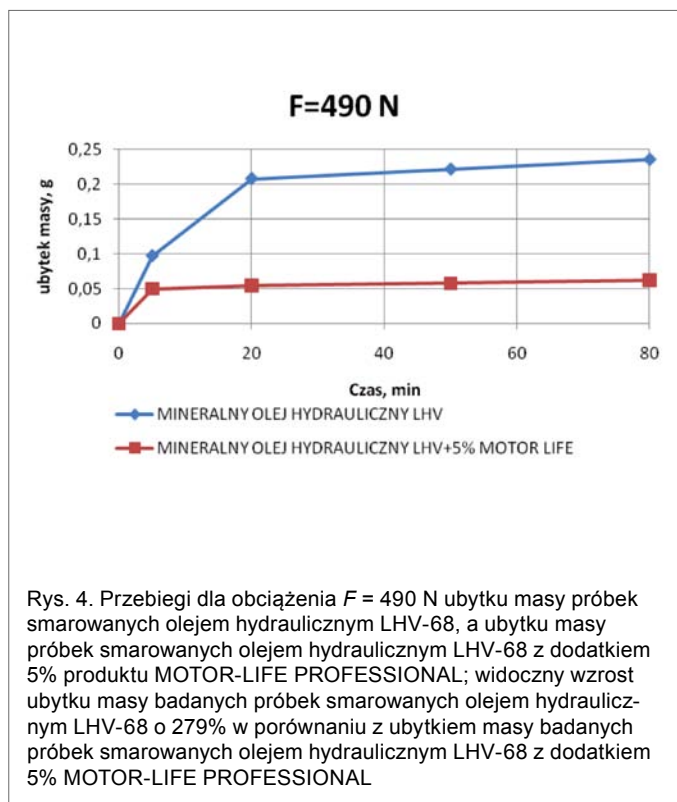 F=490 N
0,25
0,2
0,15
0,1
0,05
0
ubytek masy, g
0 20 40 60 80
Czas, min
MINERALNY OLEJ HYDRAULICZNY LHV
MINERALNY OLEJ HYDRAULICZNY LHV+5% MOTOR LIFE
Rys. 4. Przebiegi dla obciążenia F = 490 N ubytku masy próbek
smarowanych olejem hydraulicznym LHV-68, a ubytku masy
próbek smarowanych olejem hydraulicznym LHV-68 z dodatkiem
5% produktu MOTOR-LIFE PROFESSIONAL; widoczny wzrost
ubytku masy badanych próbek smarowanych olejem hydraulicz-
nym LHV-68 o 279% w porównaniu z ubytkiem masy badanych
próbek smarowanych olejem hydraulicznym LHV-68 z dodatkiem
5% MOTOR-LIFE PROFESSIONAL